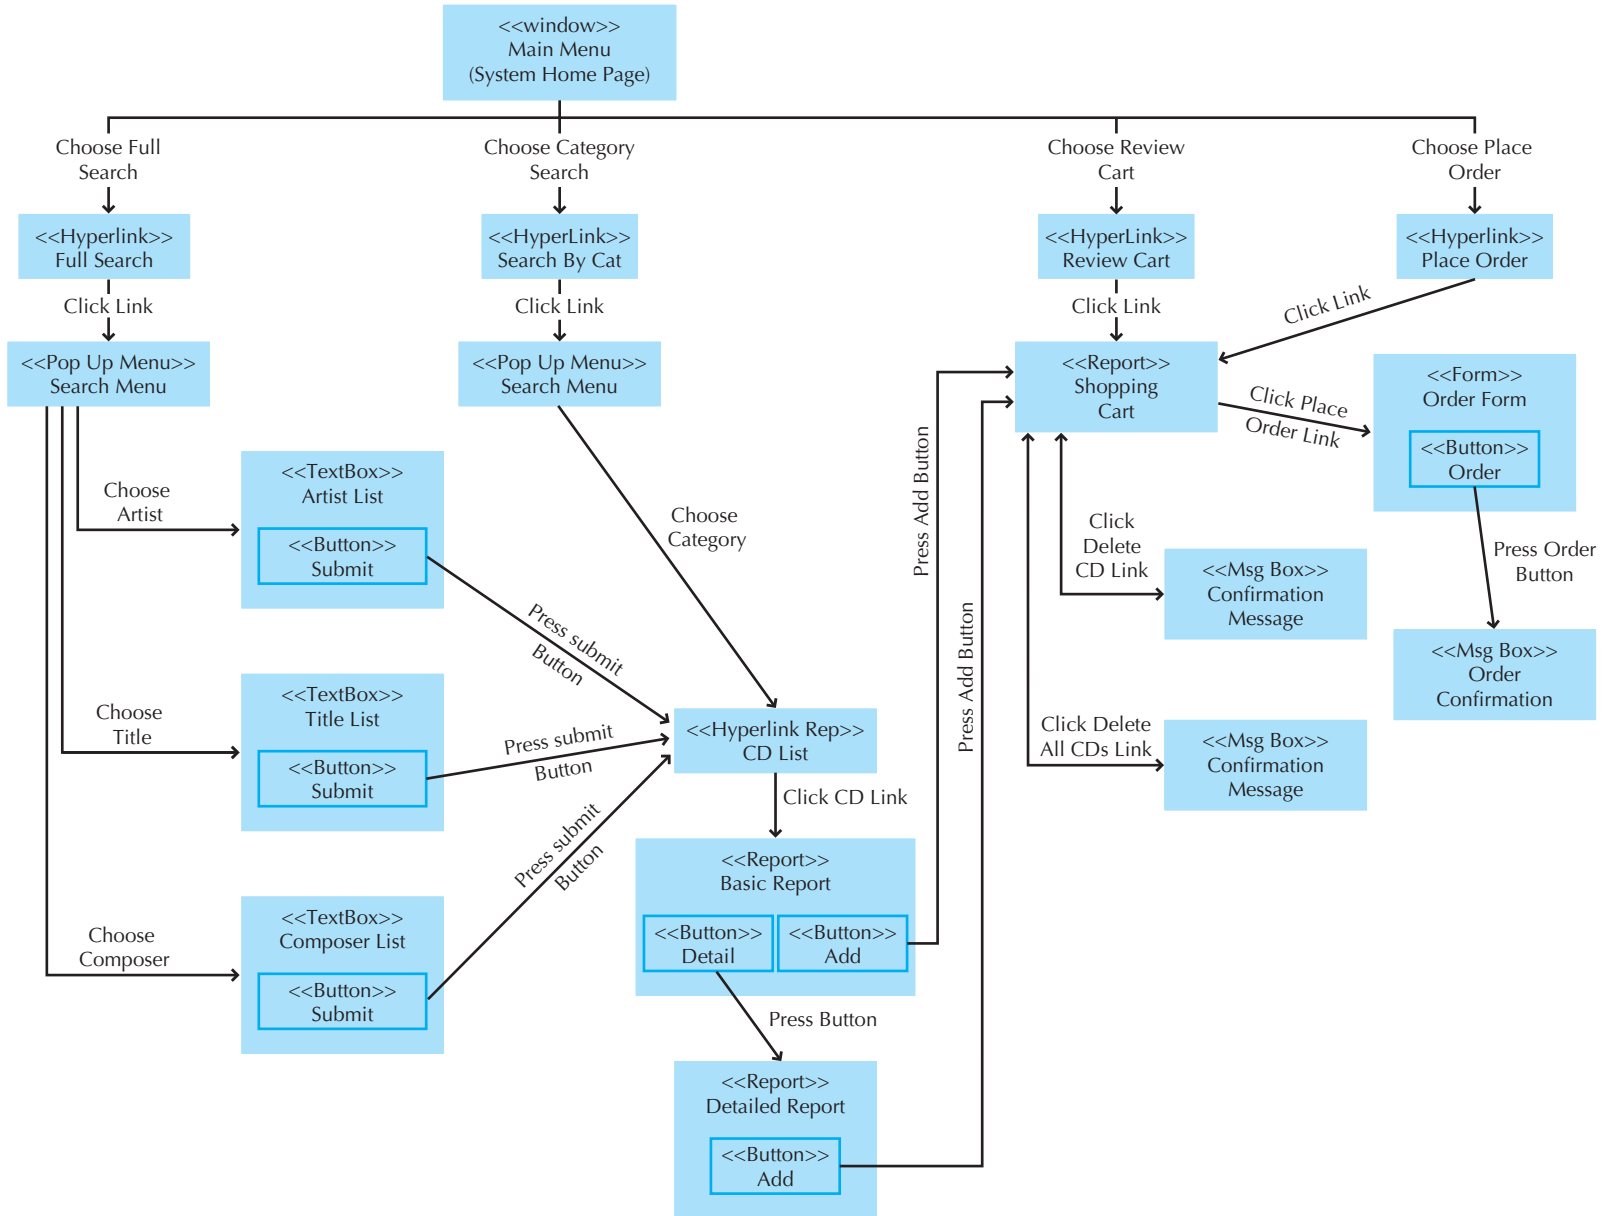 <<window>>
Main Menu
(System Home Page)
Choose Full
Search
Choose Category
Search
Choose Review
Cart
Choose Place
Order
<<Hyperlink>>
Full Search
<<HyperLink>>
Search By Cat
<<HyperLink>>
Review Cart
<<Hyperlink>>
Place Order
Click Link
Click Link
Click Link
Click Link
<<Pop Up Menu>>
Search Menu
<<Pop Up Menu>>
Search Menu
<<Report>>
Shopping
Cart
<<Form>>
Order Form
<<Button>>
Order
Click Place
Order Link
Choose
Artist
<<TextBox>>
Artist List
<<Button>>
Submit
Choose
Category
Press Add Button
Press Add Button
Click
Delete
CD Link
<<Msg Box>>
Confirmation
Message
Press Order
Button
<<Msg Box>>
Order
Confirmation
Press submit
Button
Choose
Title
<<TextBox>>
Title List
<<Button>>
Submit
Press submit
Button
<<Hyperlink Rep>>
CD List
Click Delete
All CDs Link
<<Msg Box>>
Confirmation
Message
Click CD Link
Press submit
Button
Choose
Composer
<<TextBox>>
Composer List
<<Button>>
Submit
<<Report>>
Basic Report
<<Button>>
Detail
<<Button>>
Add
Press Button
<<Report>>
Detailed Report
<<Button>>
Add